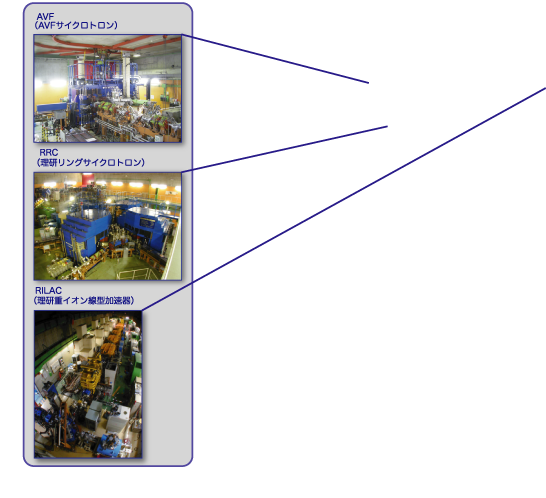 AVF
(AVFサイクロトロン)
RRC
(理研リングサイクロトロン)
RILAC
(理研重イオン線型加速器)